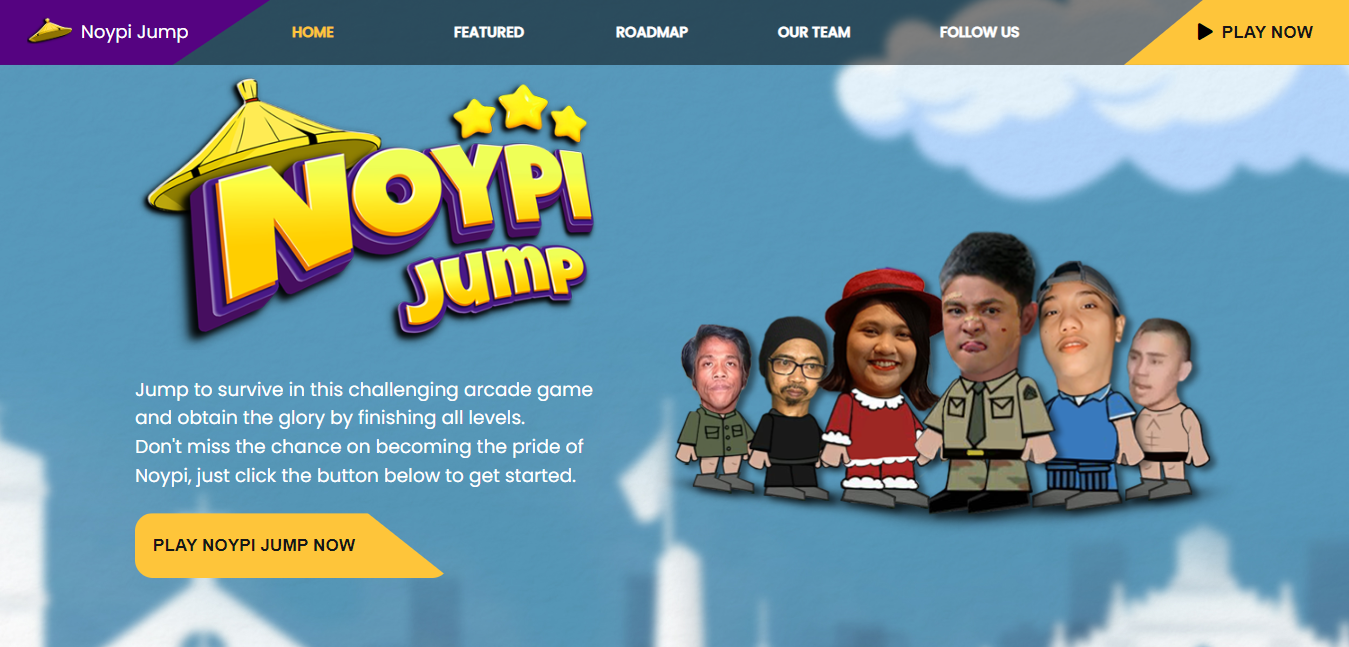 Noypi Jump
HOME
FEATURED
ROADMAP
OUR TEAM
FOLLOW US
PLAY NOW
NOYPI
JUMP
Jump to survive in this challenging arcade game
and obtain the glory by finishing all levels.
Don't miss the chance on becoming the pride of
Noypi, just click the button below to get started.
PLAY NOYPI JUMP NOW